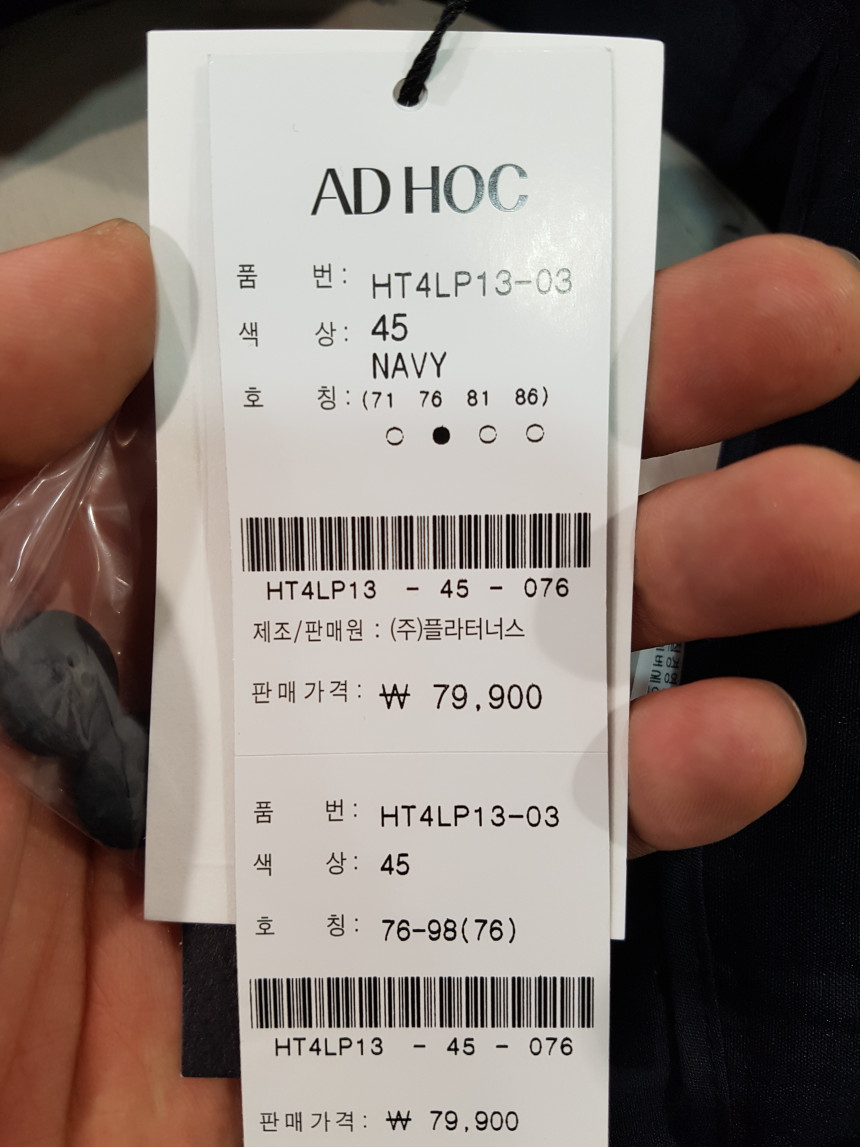 AD HOC
품 번: HT4LP13-03
색 상: 45
NAVY
호 칭: (71 76 81 86)
○ ● ○ ○
HT4LP13 - 45 - 076
제조/판매원 : (주)플라터너스
판매가격: ₩ 79,900
품 번: HT4LP13-03
색 상: 45
호 칭: 76-98(76)
HT4LP13 - 45 - 076
판매가격: ₩ 79,900